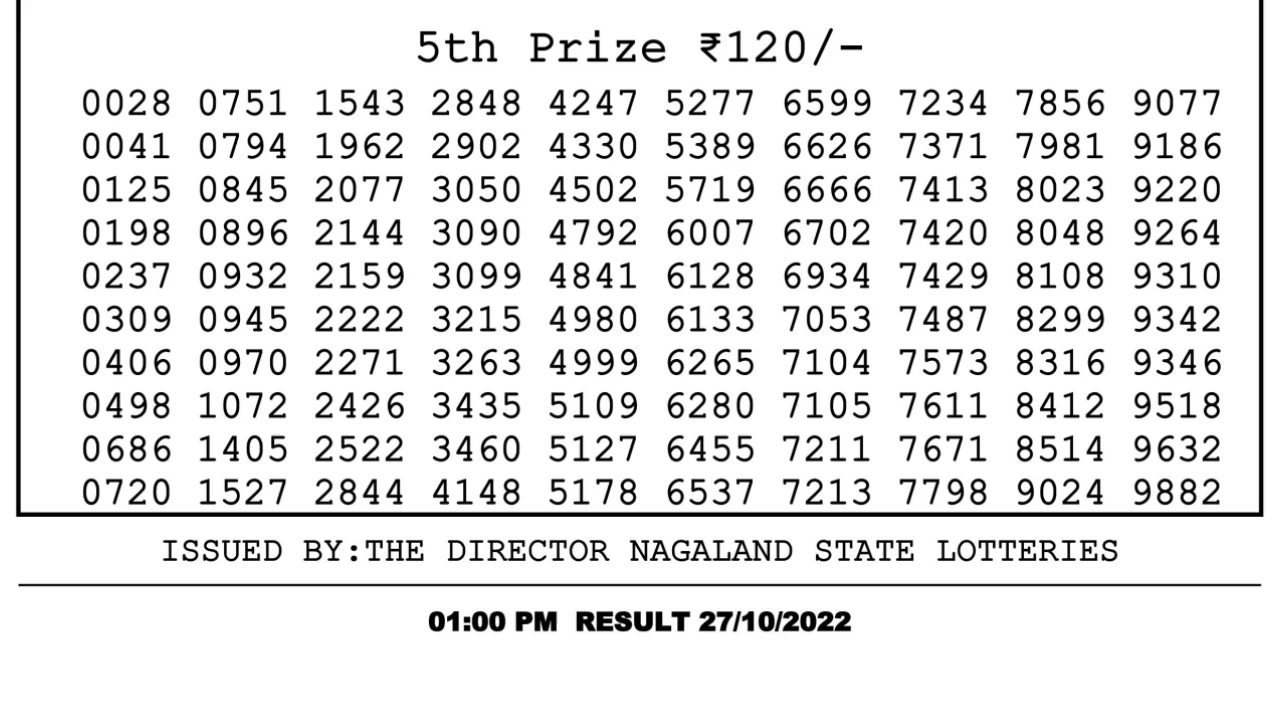 5th Prize ₹120/-
0028 0751 1543 2848 4247 5277 6599 7234 7856 9077
0041 0794 1962 2902 4330 5389 6626 7371 7981 9186
0125 0845 2077 3050 4502 5719 6666 7413 8023 9220
0198 0896 2144 3090 4792 6007 6702 7420 8048 9264
0237 0932 2159 3099 4841 6128 6934 7429 8108 9310
0309 0945 2222 3215 4980 6133 7053 7487 8299 9342
0406 0970 2271 3263 4999 6265 7104 7573 8316 9346
0498 1072 2426 3435 5109 6280 7105 7611 8412 9518
0686 1405 2522 3460 5127 6455 7211 7671 8514 9632
0720 1527 2844 4148 5178 6537 7213 7798 9024 9882
ISSUED BY:THE DIRECTOR NAGALAND STATE LOTTERIES
01:00 PM RESULT 27/10/2022